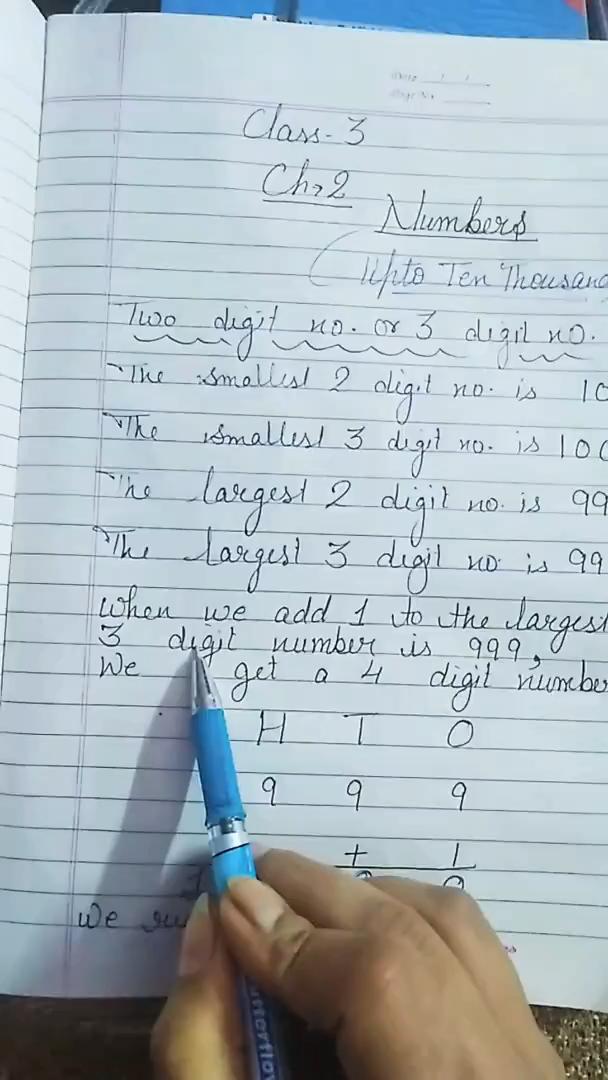 Class-3
Ch-2
Numbers
(Upto Ten Thousand
Two digit no. or 3 digit no.
The smallest 2 digit no. is 10
The smallest 3 digit no. is 100
The largest 2 digit no. is 99
The largest 3 digit no. is 99
When we add 1 to the largest
3 digit number is 999,
We get a 4 digit number
H T O
9 9 9
+ 1
We